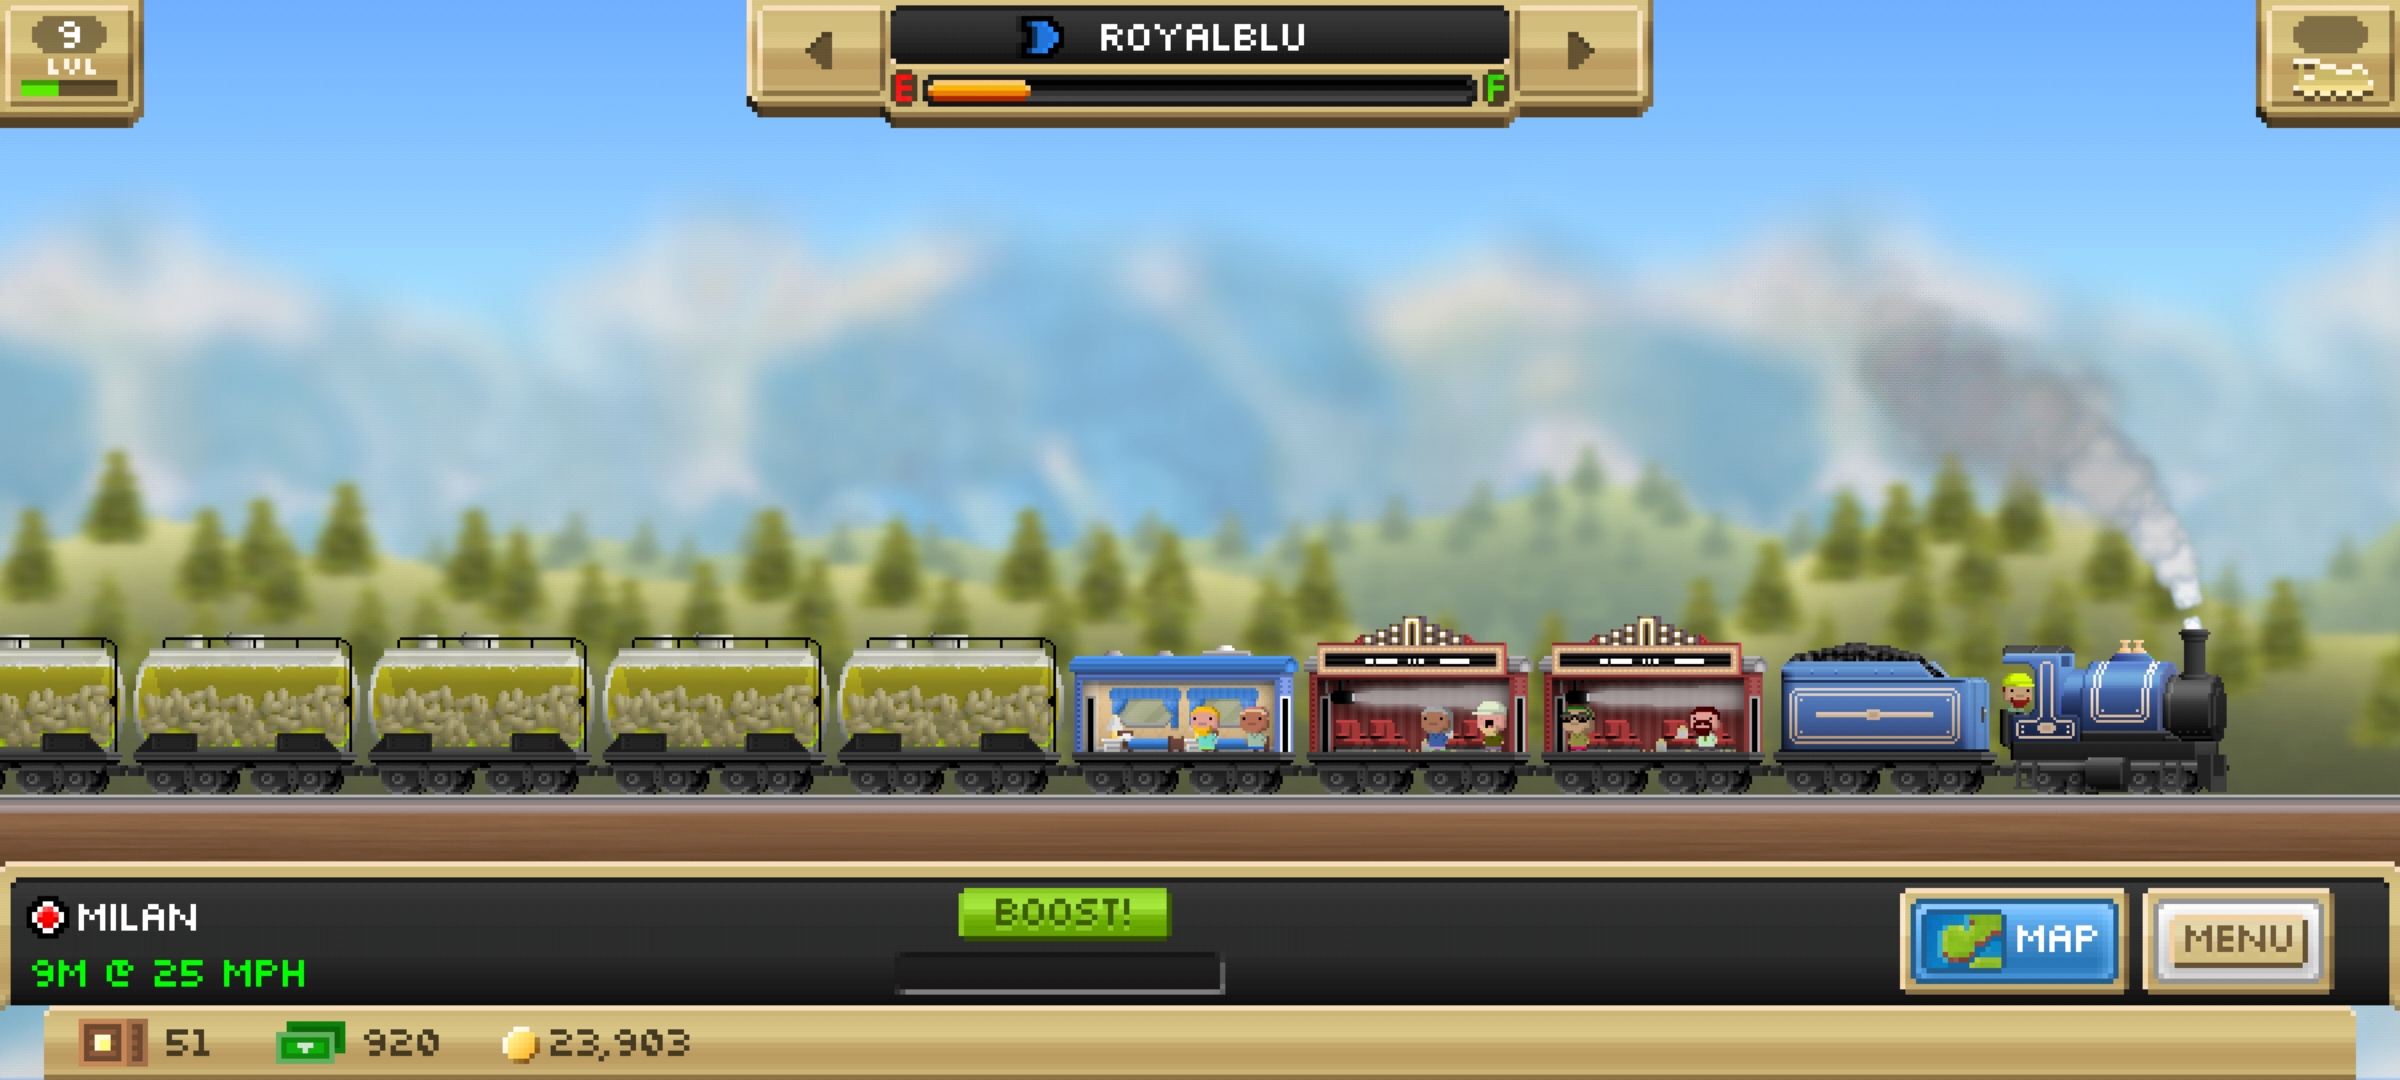 9
LVL
ROYALBLU
E
F
MILAN
9M @ 25 MPH
BOOST!
MAP
MENU
51
920
23,903